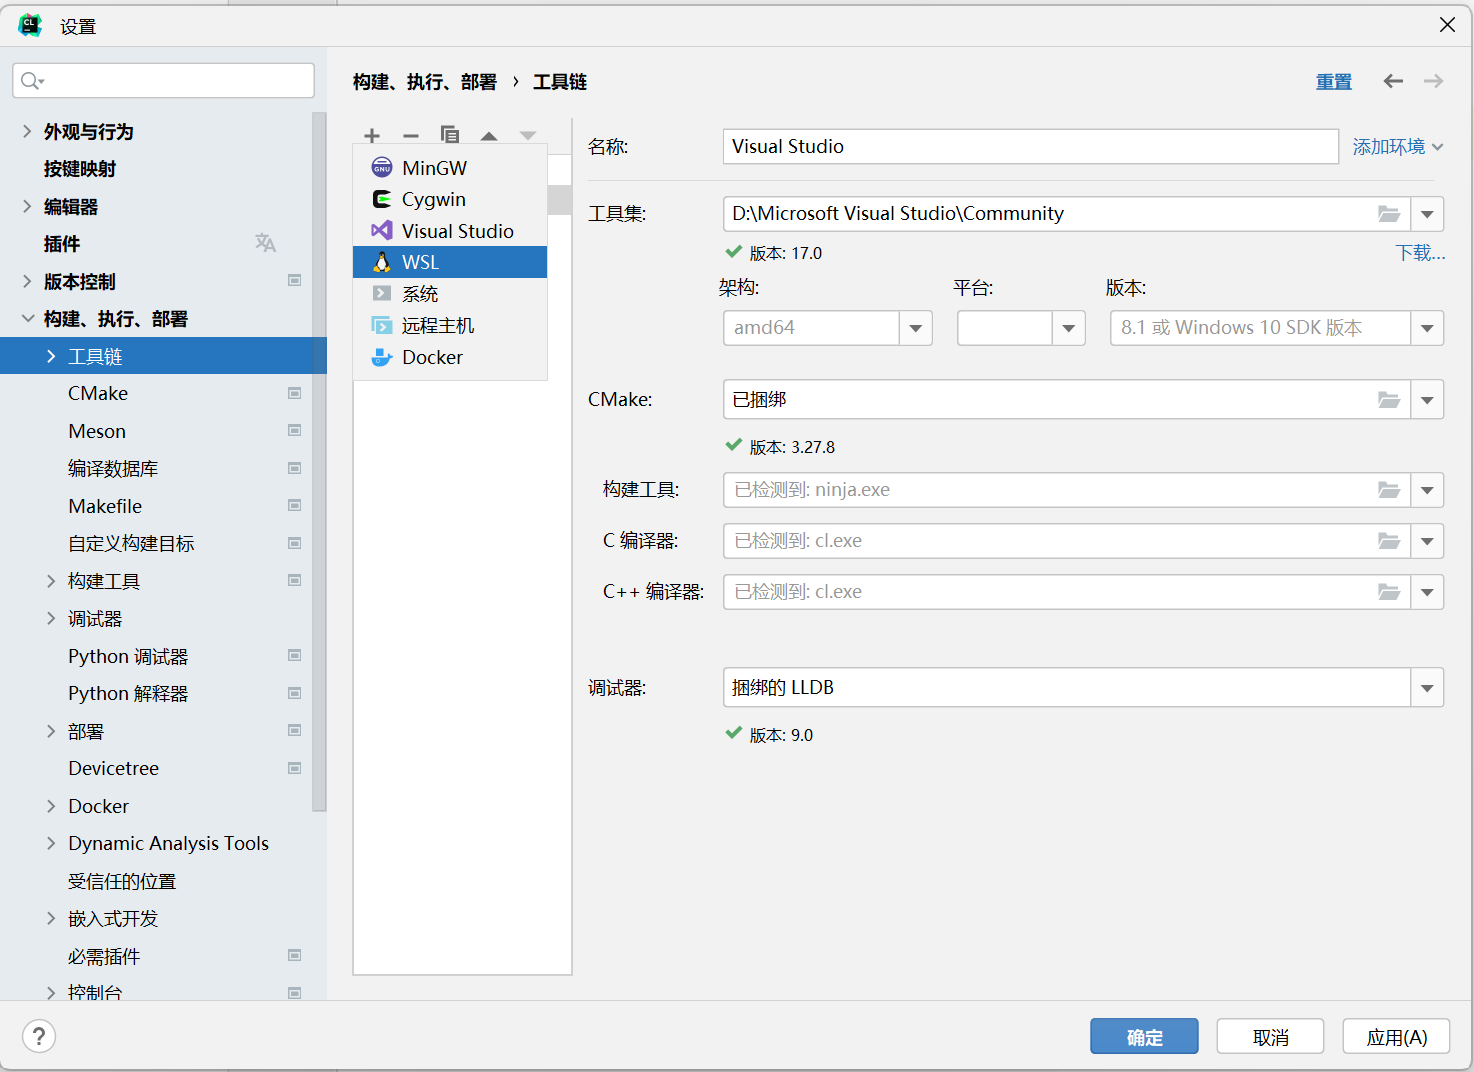 设置
外观与行为
按键映射
编辑器
插件
版本控制
构建、执行、部署
工具链
CMake
Meson
编译数据库
Makefile
自定义构建目标
构建工具
调试器
Python 调试器
Python 解释器
部署
Devicetree
Docker
Dynamic Analysis Tools
受信任的位置
嵌入式开发
必需插件
控制台
构建、执行、部署 › 工具链
重置
MinGW
Cygwin
Visual Studio
WSL
系统
远程主机
Docker
名称: Visual Studio 添加环境
工具集: D:\Microsoft Visual Studio\Community
版本: 17.0 下载...
架构: 平台: 版本:
amd64 8.1 或 Windows 10 SDK 版本
CMake: 已捆绑
版本: 3.27.8
构建工具: 已检测到: ninja.exe
C 编译器: 已检测到: cl.exe
C++ 编译器: 已检测到: cl.exe
调试器: 捆绑的 LLDB
版本: 9.0
? 确定 取消 应用(A)